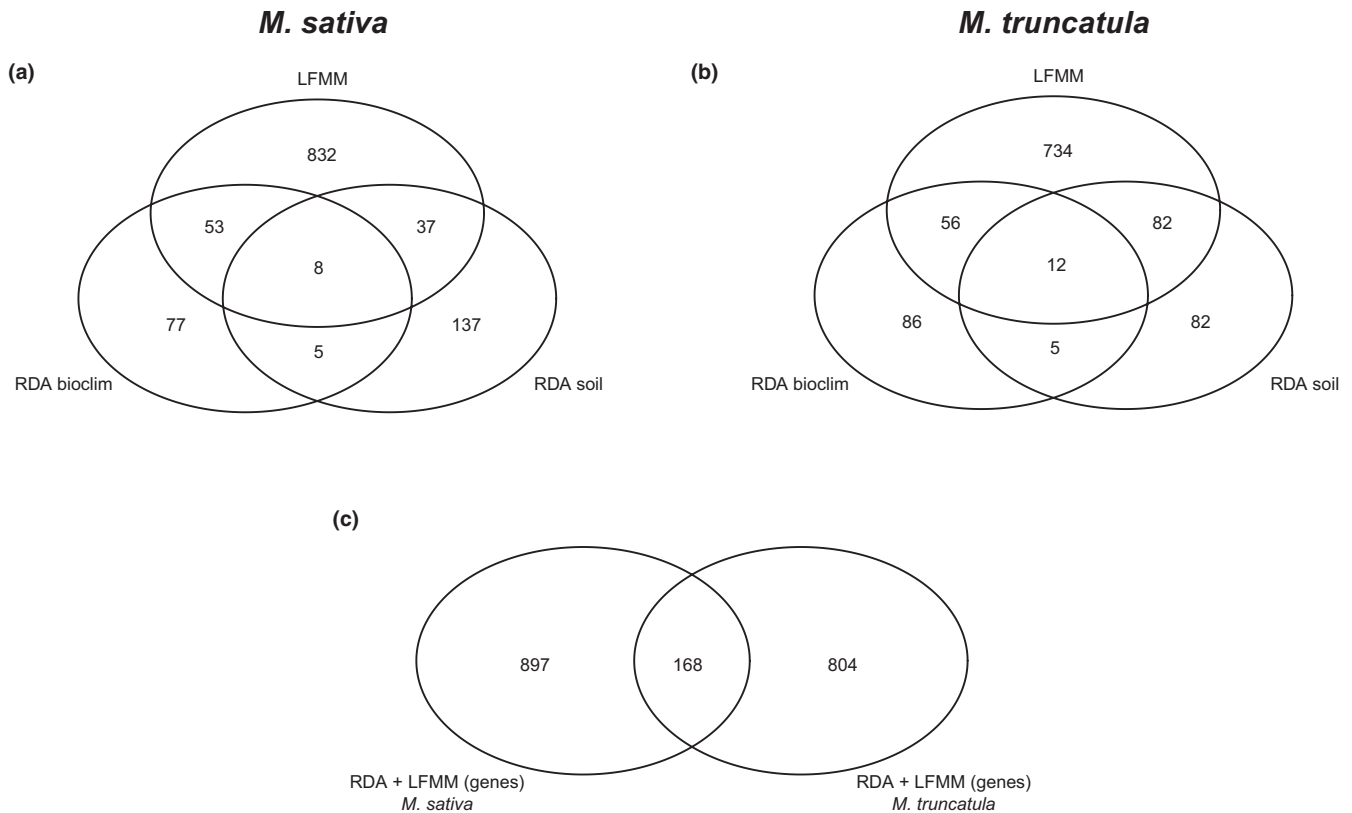 M. sativa
M. truncatula
(a)
LFMM
832
53
37
8
77
137
5
RDA bioclim
RDA soil
(b)
LFMM
734
56
82
12
86
82
5
RDA bioclim
RDA soil
(c)
897
168
804
RDA + LFMM (genes)
M. sativa
RDA + LFMM (genes)
M. truncatula